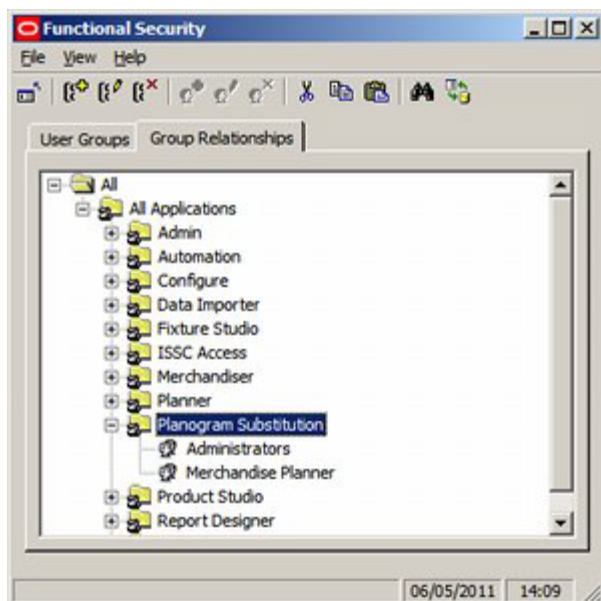 Functional Security
File View Help
User Groups Group Relationships
All
All Applications
Admin
Automation
Configure
Data Importer
Fixture Studio
ISSC Access
Merchandiser
Planner
Planogram Substitution
Administrators
Merchandise Planner
Product Studio
Report Designer
06/05/2011 14:09